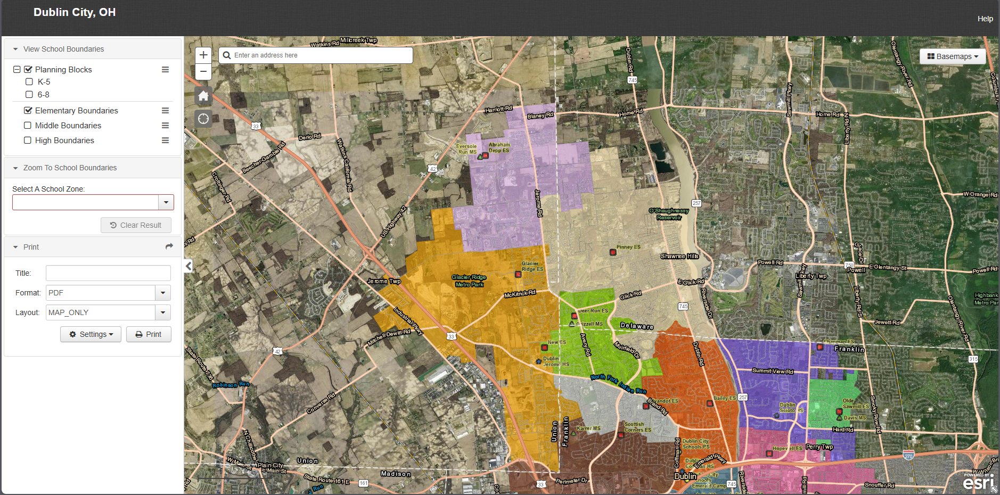 Dublin City, OH
Help
View School Boundaries
Planning Blocks
K-5
6-8
Elementary Boundaries
Middle Boundaries
High Boundaries
Zoom To School Boundaries
Select A School Zone:
Clear Result
Print
Title:
Format:
PDF
Layout:
MAP_ONLY
Settings
Print
+
Enter an address here
−
Basemaps
Watkins Rd
Millcreek Twp
Dublin Rd
745
Sawmill Pkwy
Olentangy River Rd
Harriott Rd
Blaney Rd
Home Rd
Home Rd
Liberty Rd N
33
Derio Rd
Beecher-Gamble Rd
Watkins California Rd
Eversole
Run MS
Abraham
Depp ES
42
Crottinger Rd
Jerome Rd
W Orange Rd
257
O'Shaughnessy
Reservoir
US Highway 42
Pinney ES
Shawnee Hills
Powell Rd
750
Powell
E Olentangy St
Powell Rd
Grace Dr
Liberty Twp
Sawmill Pkwy
Glacier
Ridge ES
Glacier Ridge
Metro Park
Jerome Twp
E Glick Rd
McKitrick Rd
Glick Rd
Riverside Dr
Liberty Rd S
Highbank
Metro Par
Olentangy River Rd
745
Industrial Pkwy
Deer Run ES
Grizzell MS
Delaware
Jewett Rd
Mitchell Dewitt Rd
33
New ES
Avery Rd
Muirfield Dr
Dublin Rd
Chapman ES
Franklin
42
Dublin
Jerome HS
315
State Route 736
Summit View Rd
Robinson Run
North Fork Indian Run
Converse Rd
Wyandot ES
Brand Rd
Bailey ES
257
Dublin
Scioto HS
Olde
Sawmill ES
Davis MS
Smoky Row Rd
Union
Franklin
Karrer MS
Scottish
Corners ES
Hard Rd
N Chillicothe
Coffman Rd
Dublin City
Schools PS
Hopewell ES
Perry Twp
270
Emerald Pkwy
W Main St
Plain City
E Main St
Union
Madison
Dublin
State Route 161 E
161
33
Perimeter Dr
Emerald Camp
745
Snouffer Rd
POWERED BY
esri